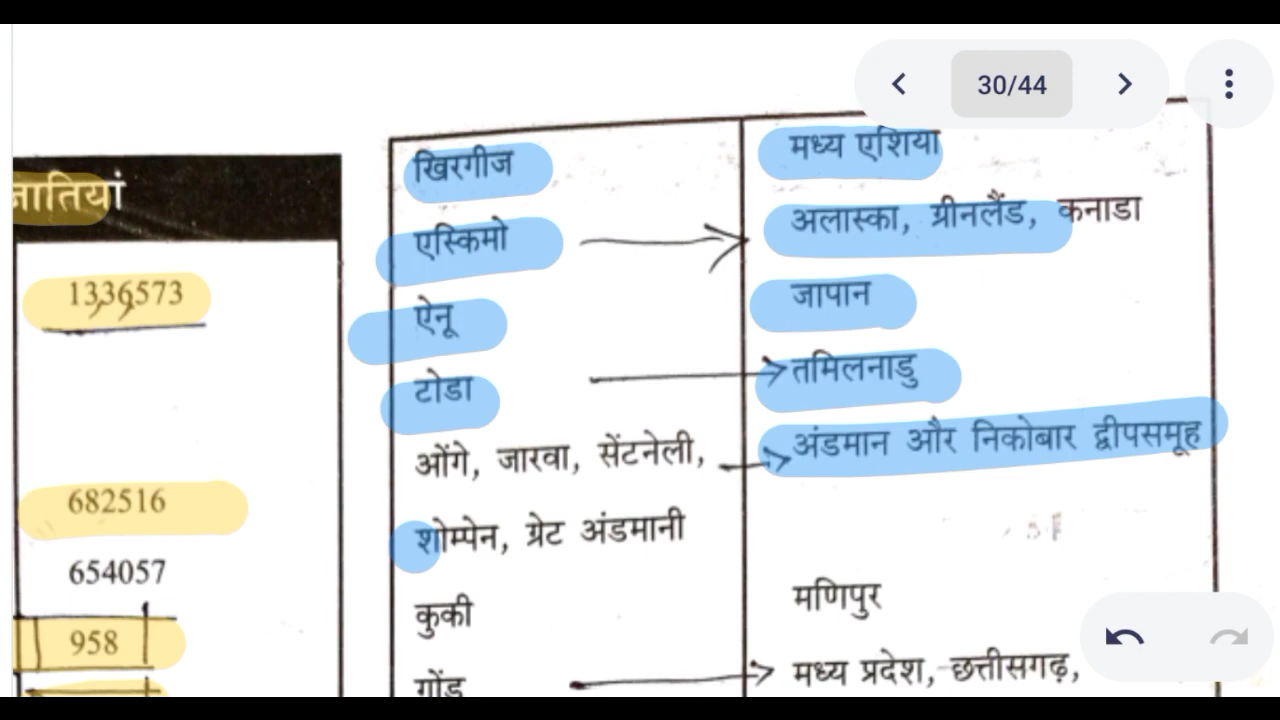 30/44
जातियां
1336573
682516
654057
958
खिरगीज मध्य एशिया
एस्किमो अलास्का, ग्रीनलैंड, कनाडा
ऐनू जापान
टोडा तमिलनाडु
ओंगे, जारवा, सेंटनेली, अंडमान और निकोबार द्वीपसमूह
शोम्पेन, ग्रेट अंडमानी
कुकी मणिपुर
गोंड मध्य प्रदेश, छत्तीसगढ़,